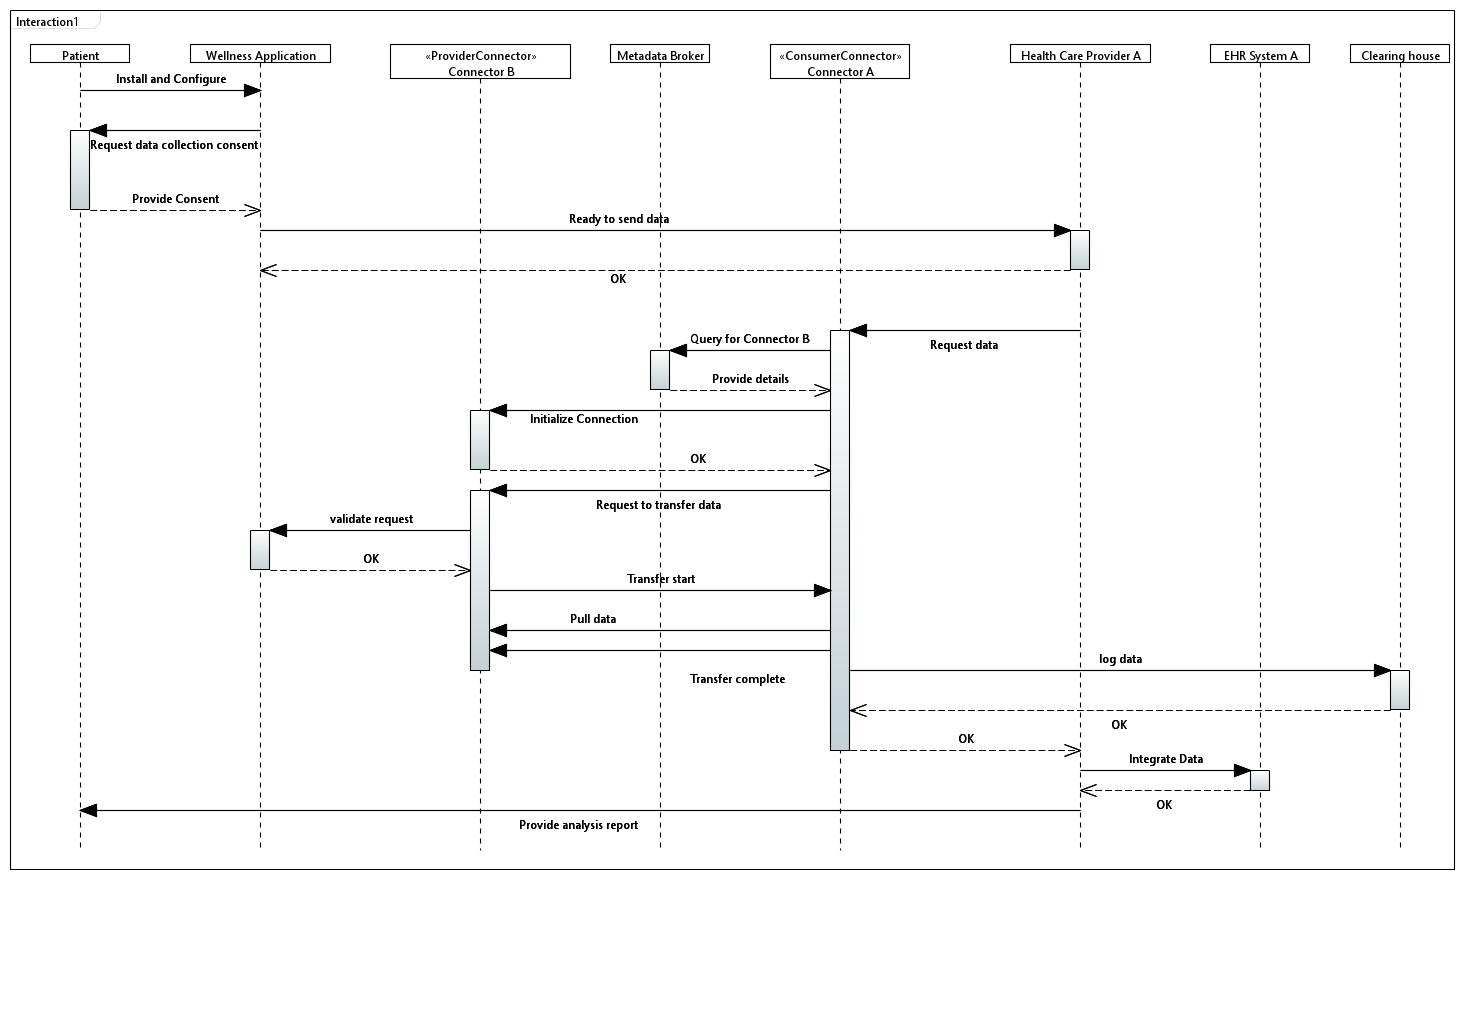 Interaction1
Patient
Wellness Application
«ProviderConnector»
Connector B
Metadata Broker
«ConsumerConnector»
Connector A
Health Care Provider A
EHR System A
Clearing house
Install and Configure
Request data collection consent
Provide Consent
Ready to send data
OK
Query for Connector B
Request data
Provide details
Initialize Connection
OK
Request to transfer data
validate request
OK
Transfer start
Pull data
log data
Transfer complete
OK
OK
Integrate Data
OK
Provide analysis report